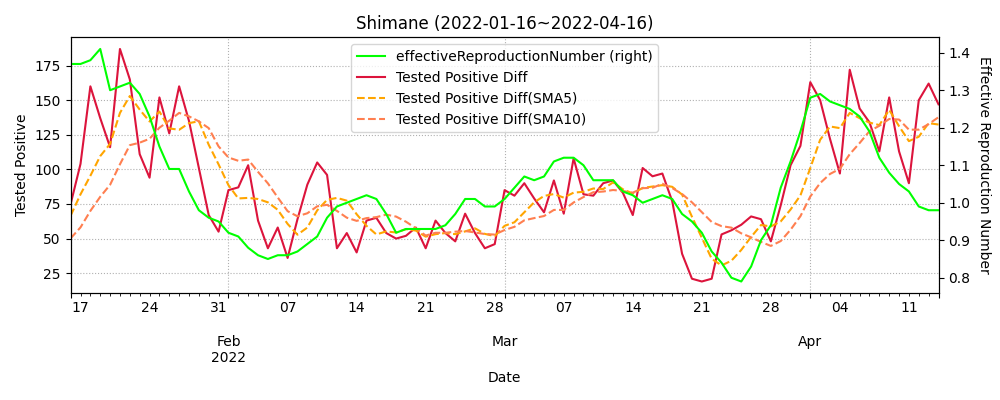 Shimane (2022-01-16~2022-04-16)
effectiveReproductionNumber (right)
Tested Positive Diff
Tested Positive Diff(SMA5)
Tested Positive Diff(SMA10)
Tested Positive
175
150
125
100
75
50
25
Effective Reproduction Number
1.4
1.3
1.2
1.1
1.0
0.9
0.8
17 24 31 07 14 21 28 07 14 21 28 04 11
Feb Mar Apr
2022
Date